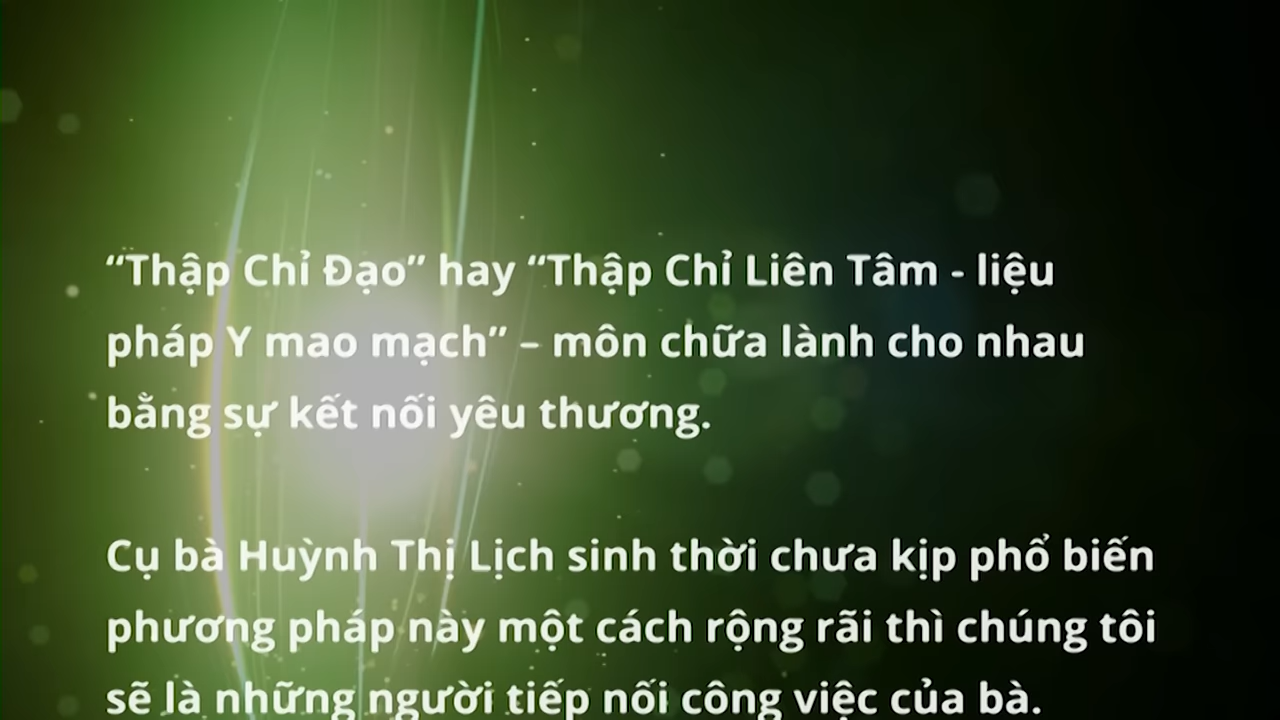 “Thập Chỉ Đạo” hay “Thập Chỉ Liên Tâm - liệu
pháp Y mao mạch” – môn chữa lành cho nhau
bằng sự kết nối yêu thương.
Cụ bà Huỳnh Thị Lịch sinh thời chưa kịp phổ biến
phương pháp này một cách rộng rãi thì chúng tôi
sẽ là những người tiếp nối công việc của bà.